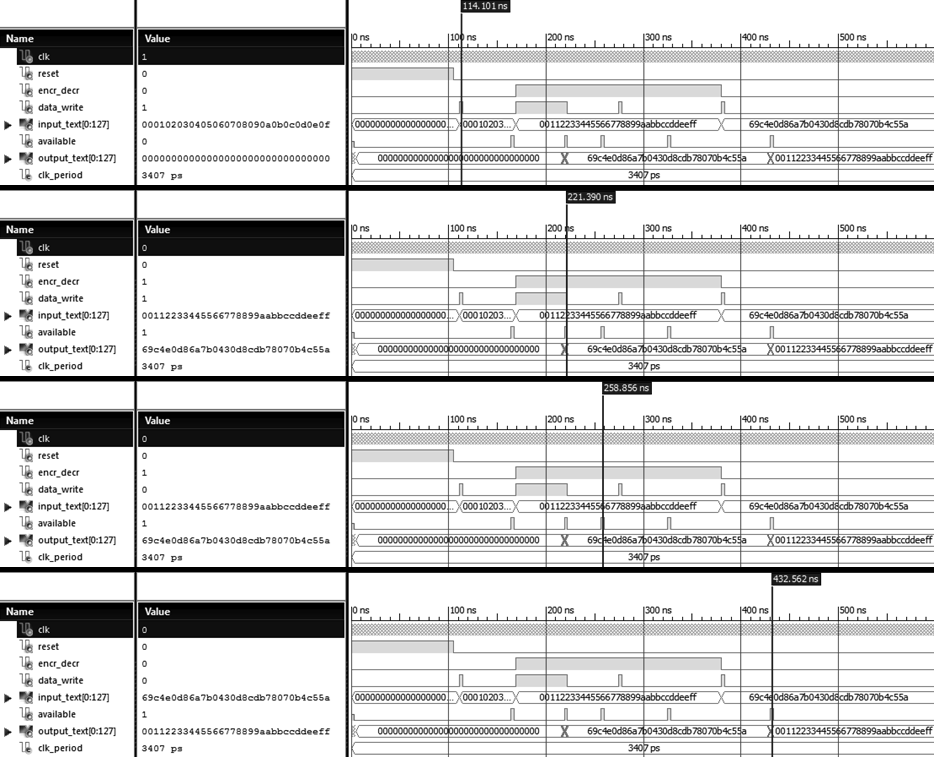 114.101 ns
Name Value |0 ns |100 ns |200 ns |300 ns |400 ns |500 ns
clk 1
reset 0
encr_decr 0
data_write 1
input_text[0:127] 000102030405060708090a0b0c0d0e0f 000000000000000000... 00010203... 00112233445566778899aabbccddeeff 69c4e0d86a7b0430d8cdb78070b4c55a
available 0
output_text[0:127] 00000000000000000000000000000000 00000000000000000000000000000000 69c4e0d86a7b0430d8cdb78070b4c55a 00112233445566778899aabbccddeeff
clk_period 3407 ps 3407 ps
221.390 ns
Name Value |0 ns |100 ns |200 ns |300 ns |400 ns |500 ns
clk 0
reset 0
encr_decr 1
data_write 1
input_text[0:127] 00112233445566778899aabbccddeeff 000000000000000000... 00010203... 00112233445566778899aabbccddeeff 69c4e0d86a7b0430d8cdb78070b4c55a
available 1
output_text[0:127] 69c4e0d86a7b0430d8cdb78070b4c55a 00000000000000000000000000000000 69c4e0d86a7b0430d8cdb78070b4c55a 00112233445566778899aabbccddeeff
clk_period 3407 ps 3407 ps
258.856 ns
Name Value |0 ns |100 ns |200 ns |300 ns |400 ns |500 ns
clk 0
reset 0
encr_decr 1
data_write 0
input_text[0:127] 00112233445566778899aabbccddeeff 000000000000000000... 00010203... 00112233445566778899aabbccddeeff 69c4e0d86a7b0430d8cdb78070b4c55a
available 1
output_text[0:127] 69c4e0d86a7b0430d8cdb78070b4c55a 00000000000000000000000000000000 69c4e0d86a7b0430d8cdb78070b4c55a 00112233445566778899aabbccddeeff
clk_period 3407 ps 3407 ps
432.562 ns
Name Value |0 ns |100 ns |200 ns |300 ns |400 ns |500 ns
clk 0
reset 0
encr_decr 0
data_write 0
input_text[0:127] 69c4e0d86a7b0430d8cdb78070b4c55a 000000000000000000... 00010203... 00112233445566778899aabbccddeeff 69c4e0d86a7b0430d8cdb78070b4c55a
available 1
output_text[0:127] 00112233445566778899aabbccddeeff 00000000000000000000000000000000 69c4e0d86a7b0430d8cdb78070b4c55a 00112233445566778899aabbccddeeff
clk_period 3407 ps 3407 ps